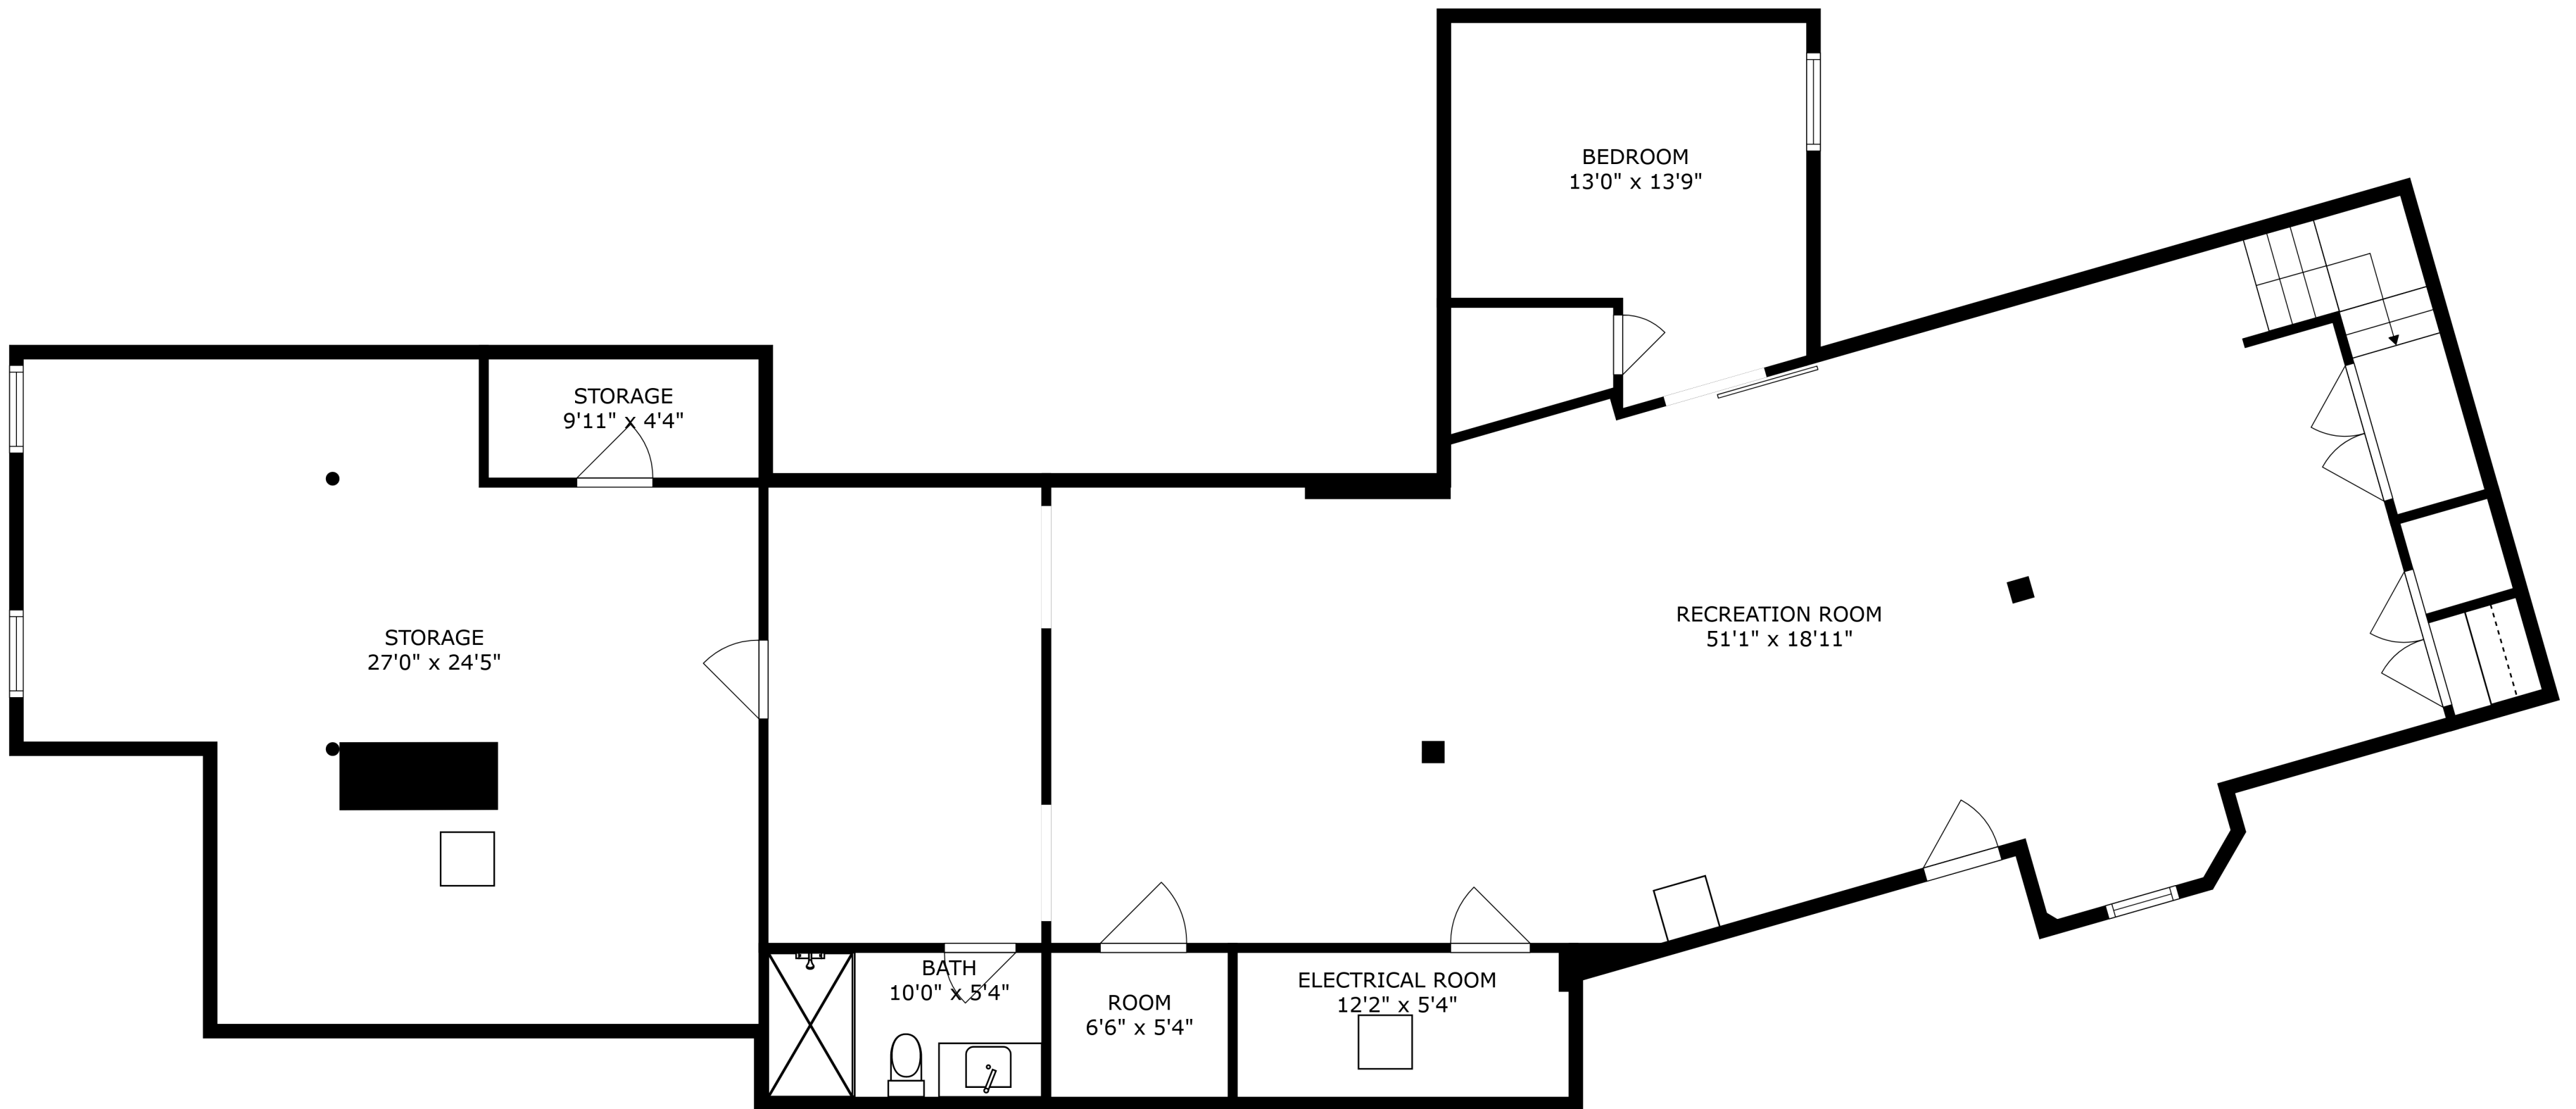 BEDROOM
13'0" x 13'9"
STORAGE
9'11" x 4'4"
STORAGE
27'0" x 24'5"
RECREATION ROOM
51'1" x 18'11"
BATH
10'0" x 5'4"
ROOM
6'6" x 5'4"
ELECTRICAL ROOM
12'2" x 5'4"